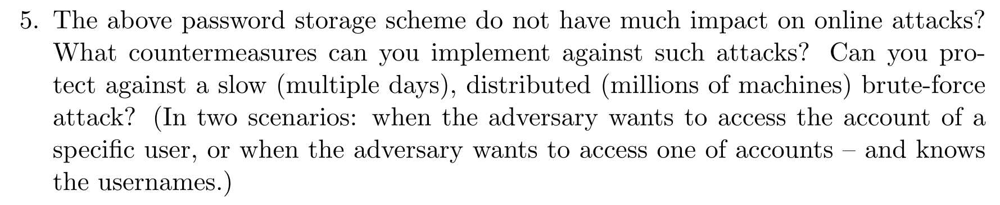 5. The above password storage scheme do not have much impact on online attacks?
What countermeasures can you implement against such attacks? Can you pro-
tect against a slow (multiple days), distributed (millions of machines) brute-force
attack? (In two scenarios: when the adversary wants to access the account of a
specific user, or when the adversary wants to access one of accounts – and knows
the usernames.)